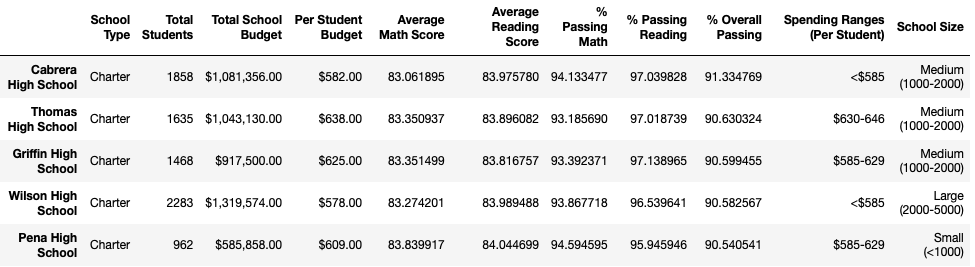 School Type Total Students Total School Budget Per Student Budget Average Math Score Average Reading Score % Passing Math % Passing Reading % Overall Passing Spending Ranges (Per Student) School Size
Cabrera High School Charter 1858 $1,081,356.00 $582.00 83.061895 83.975780 94.133477 97.039828 91.334769 <$585 Medium (1000-2000)
Thomas High School Charter 1635 $1,043,130.00 $638.00 83.350937 83.896082 93.185690 97.018739 90.630324 $630-646 Medium (1000-2000)
Griffin High School Charter 1468 $917,500.00 $625.00 83.351499 83.816757 93.392371 97.138965 90.599455 $585-629 Medium (1000-2000)
Wilson High School Charter 2283 $1,319,574.00 $578.00 83.274201 83.989488 93.867718 96.539641 90.582567 <$585 Large (2000-5000)
Pena High School Charter 962 $585,858.00 $609.00 83.839917 84.044699 94.594595 95.945946 90.540541 $585-629 Small (<1000)